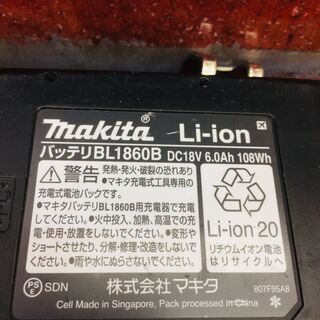 makita® Li-ion
バッテリBL1860B DC18V 6.0Ah 108Wh
⚠警告 ●発熱・発火・破裂の恐れあり
●マキタ充電式工具専用の
充電式電池パックです。
●マキタバッテリBL1860B用充電器で充電
してください。●火中投入、加熱、高温での充
電・使用・放置をしないでください。●変形や
ショートさせたり、分解・修理・改造をしないで
ください。●雨や水にぬらさないでください。
Li-ion 20
リチウムイオン電池
はリサイクルへ
PS
E SDN 株式会社マキタ 807F95A8
Cell Made in Singapore, Pack processed in China